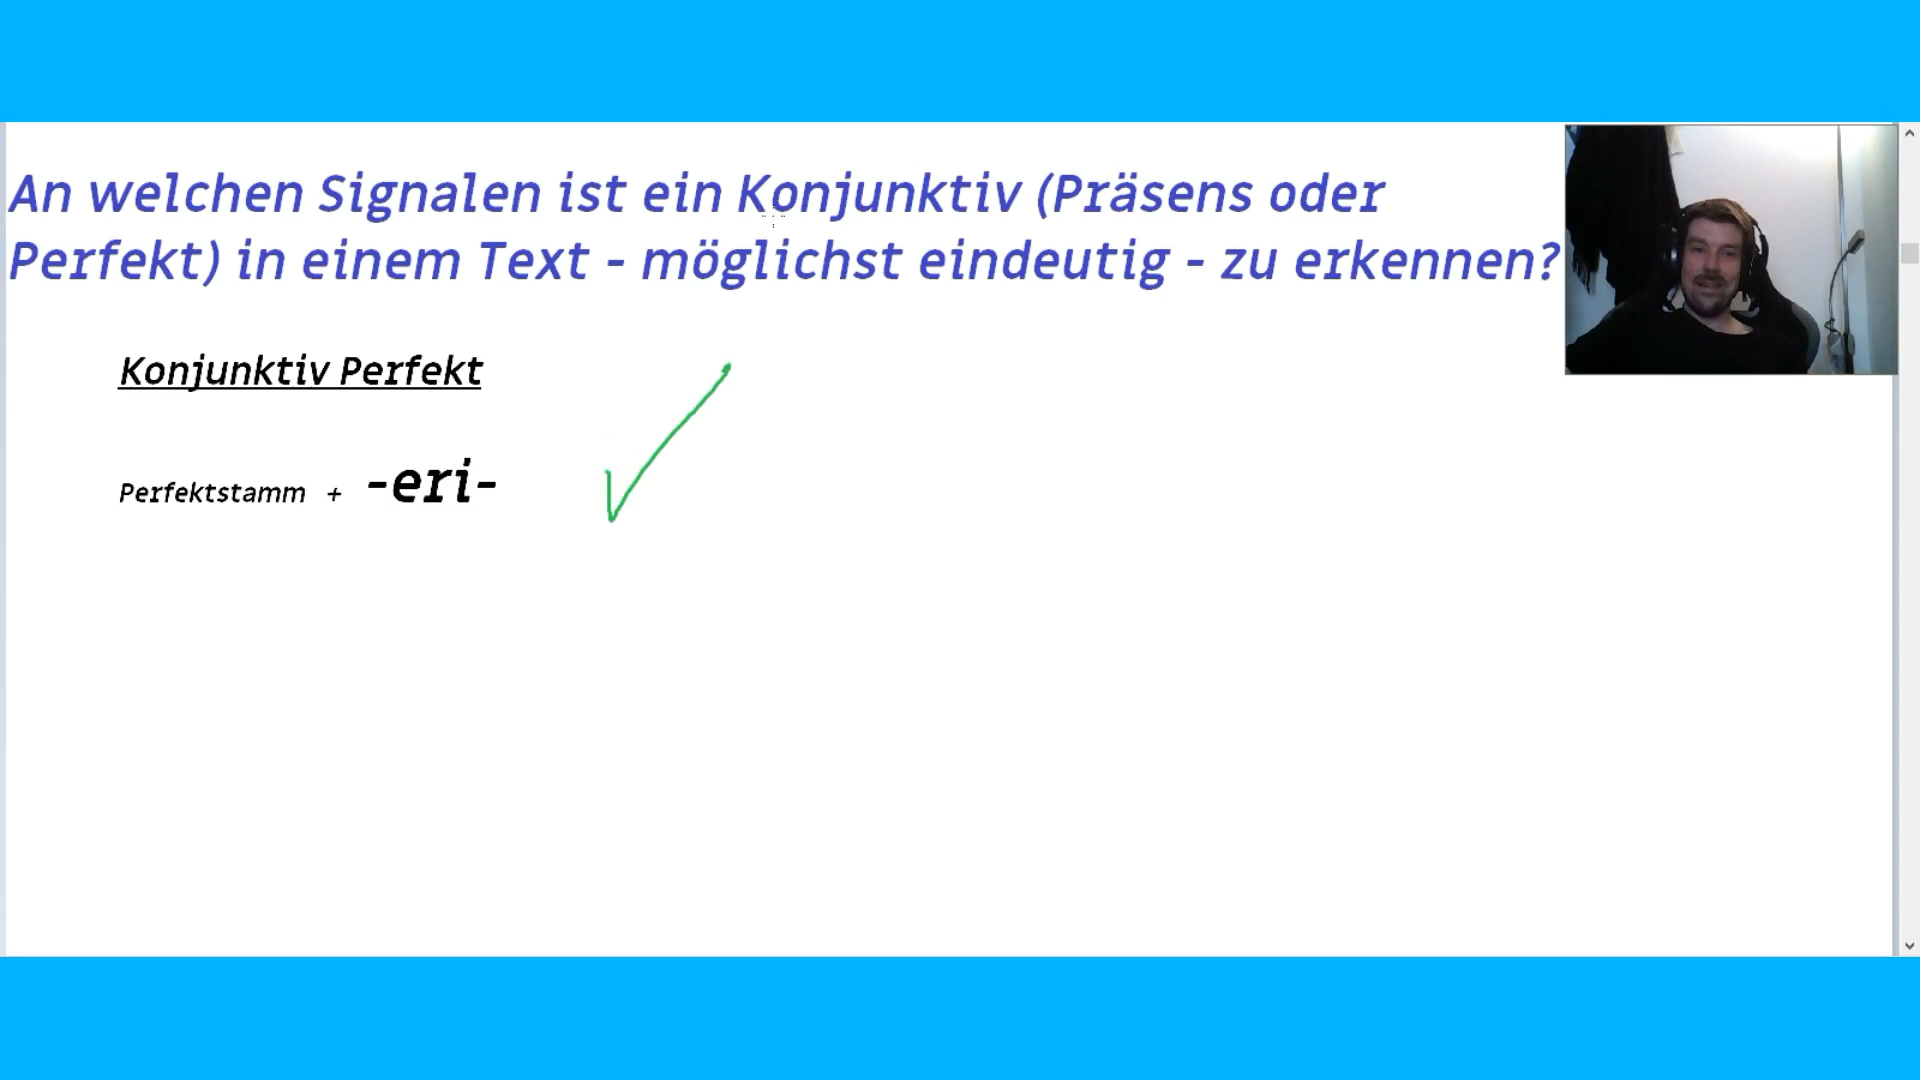 An welchen Signalen ist ein Konjunktiv (Präsens oder
Perfekt) in einem Text - möglichst eindeutig - zu erkennen?
Konjunktiv Perfekt
Perfektstamm + -eri-